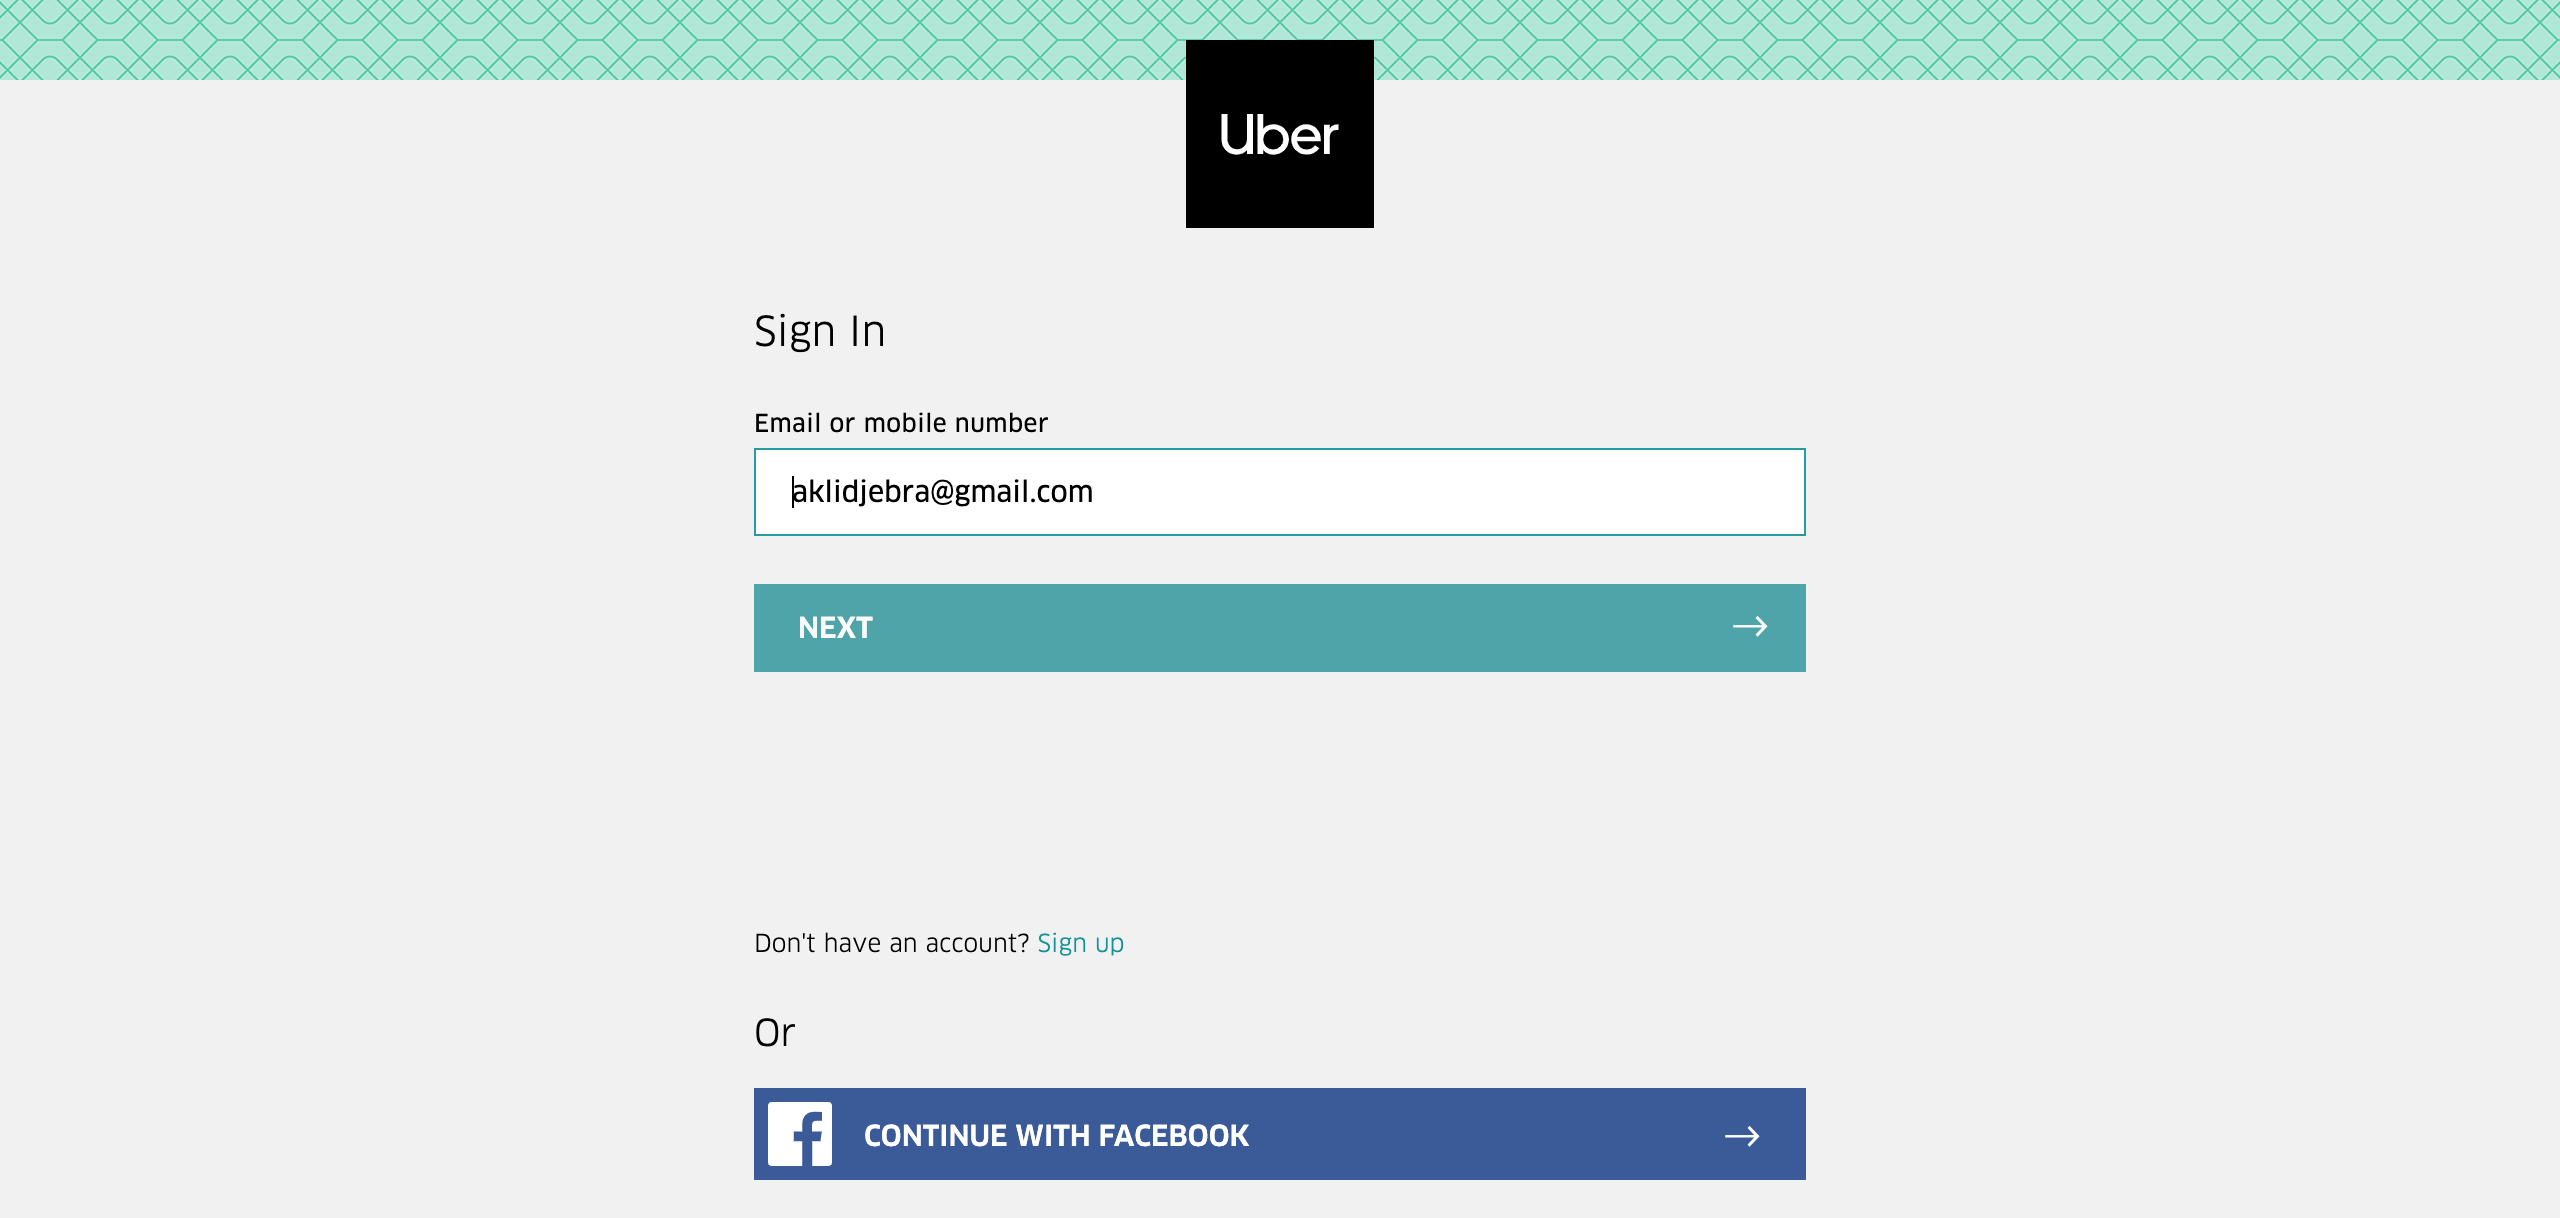 Uber
Sign In
Email or mobile number
aklidjebra@gmail.com
NEXT
Don't have an account? Sign up
Or
CONTINUE WITH FACEBOOK